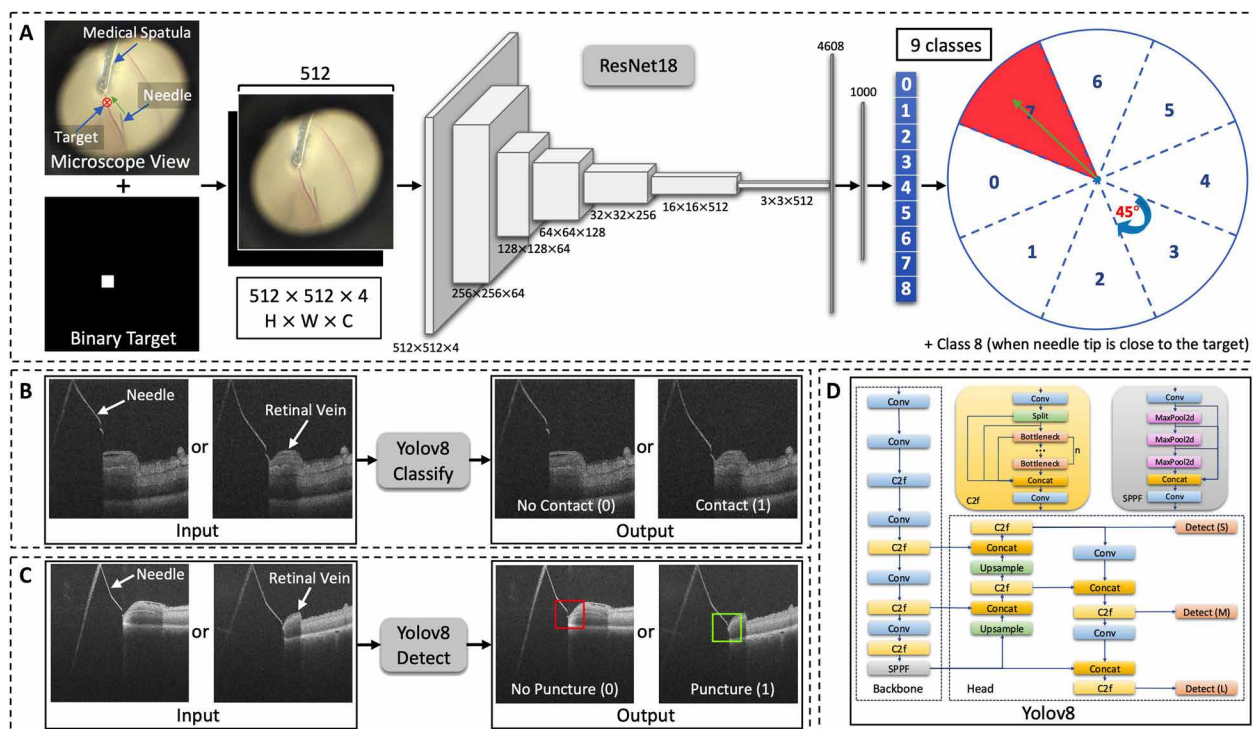 A
Medical Spatula
Needle
Target
Microscope View
+
Binary Target
512
512 × 512 × 4
H × W × C
ResNet18
512×512×4
256×256×64
128×128×64
64×64×128
32×32×256
16×16×512
3×3×512
4608
1000
9 classes
0
1
2
3
4
5
6
7
8
6
5
4
3
2
1
0
7
45°
+ Class 8 (when needle tip is close to the target)
B
Needle
or
Retinal Vein
Input
Yolov8
Classify
No Contact (0)
or
Contact (1)
Output
C
Needle
or
Retinal Vein
Input
Yolov8
Detect
No Puncture (0)
or
Puncture (1)
Output
D
Conv
Conv
C2f
Conv
C2f
Conv
C2f
Conv
C2f
SPPF
Backbone
Conv
Split
Bottleneck
...
Bottleneck
n
Concat
Conv
C2f
Conv
MaxPool2d
MaxPool2d
MaxPool2d
Concat
Conv
SPPF
C2f
Concat
Upsample
C2f
Concat
Upsample
Head
Conv
Concat
C2f
Conv
Concat
C2f
Detect (S)
Detect (M)
Detect (L)
Yolov8